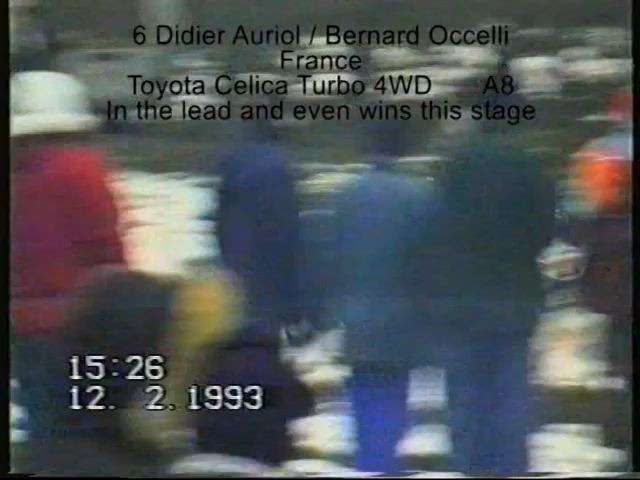 6 Didier Auriol / Bernard Occelli
France
Toyota Celica Turbo 4WD A8
In the lead and even wins this stage
15:26
12. 2.1993